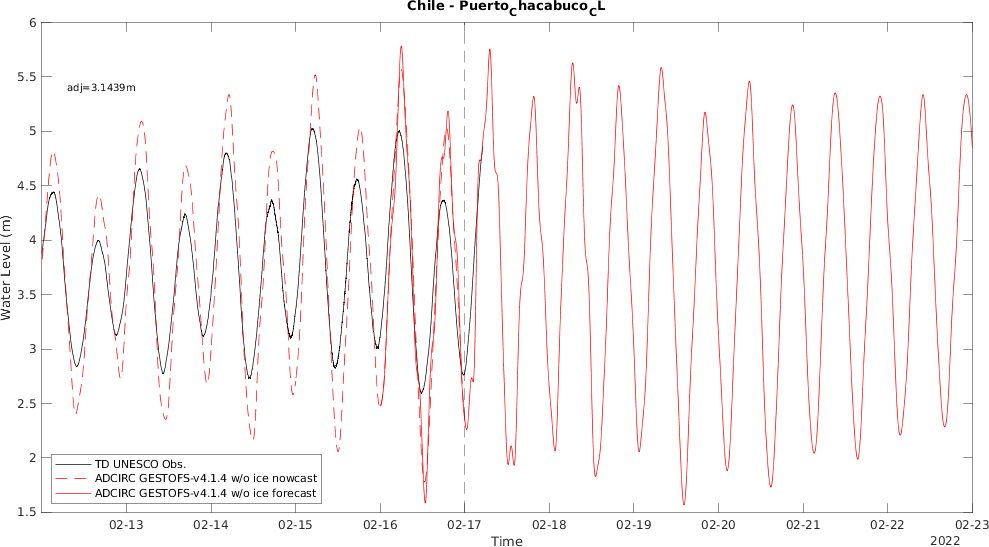 Chile - Puerto_Chacabuco_CL
6
5.5
5
4.5
4
3.5
3
2.5
2
1.5
Water Level (m)
adj=3.1439m
TD UNESCO Obs.
ADCIRC GESTOFS-v4.1.4 w/o ice nowcast
ADCIRC GESTOFS-v4.1.4 w/o ice forecast
02-13 02-14 02-15 02-16 02-17 02-18 02-19 02-20 02-21 02-22 02-23
Time
2022